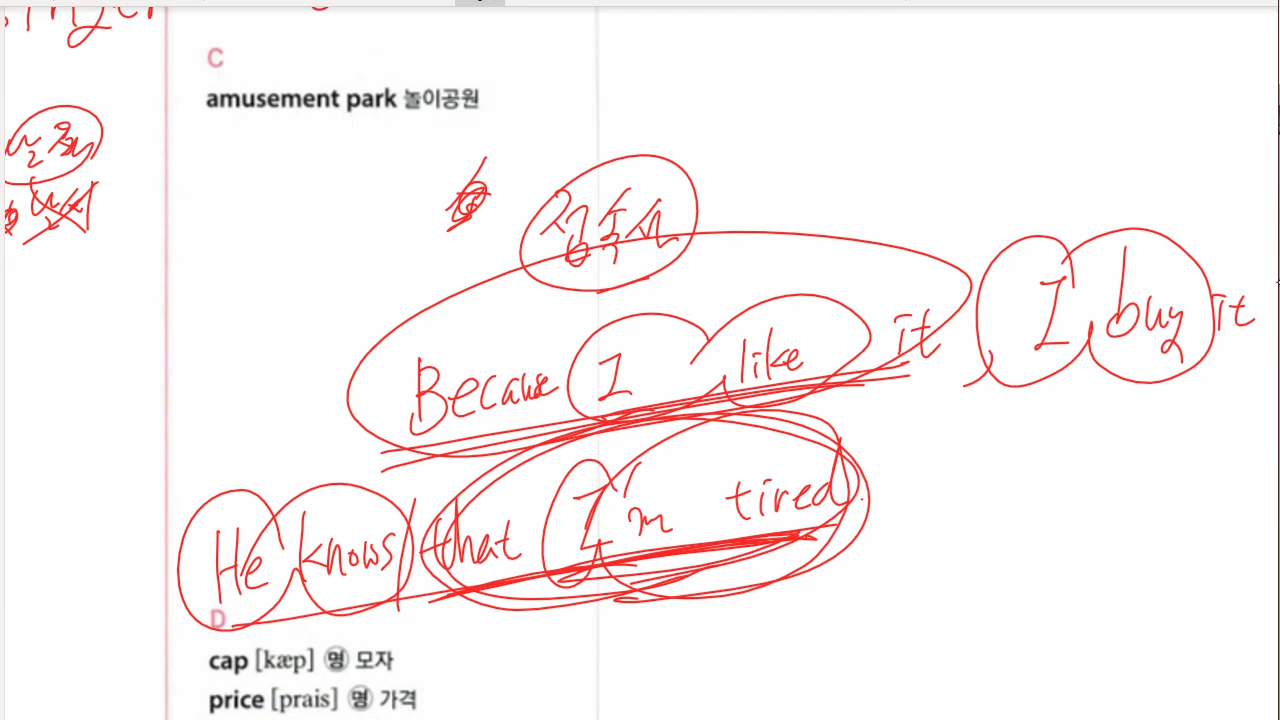 C
amusement park 놀이공원
접속사
Because I like it, I buy it
He knows that I'm tired
D
cap [kæp] 명 모자
price [prais] 명 가격